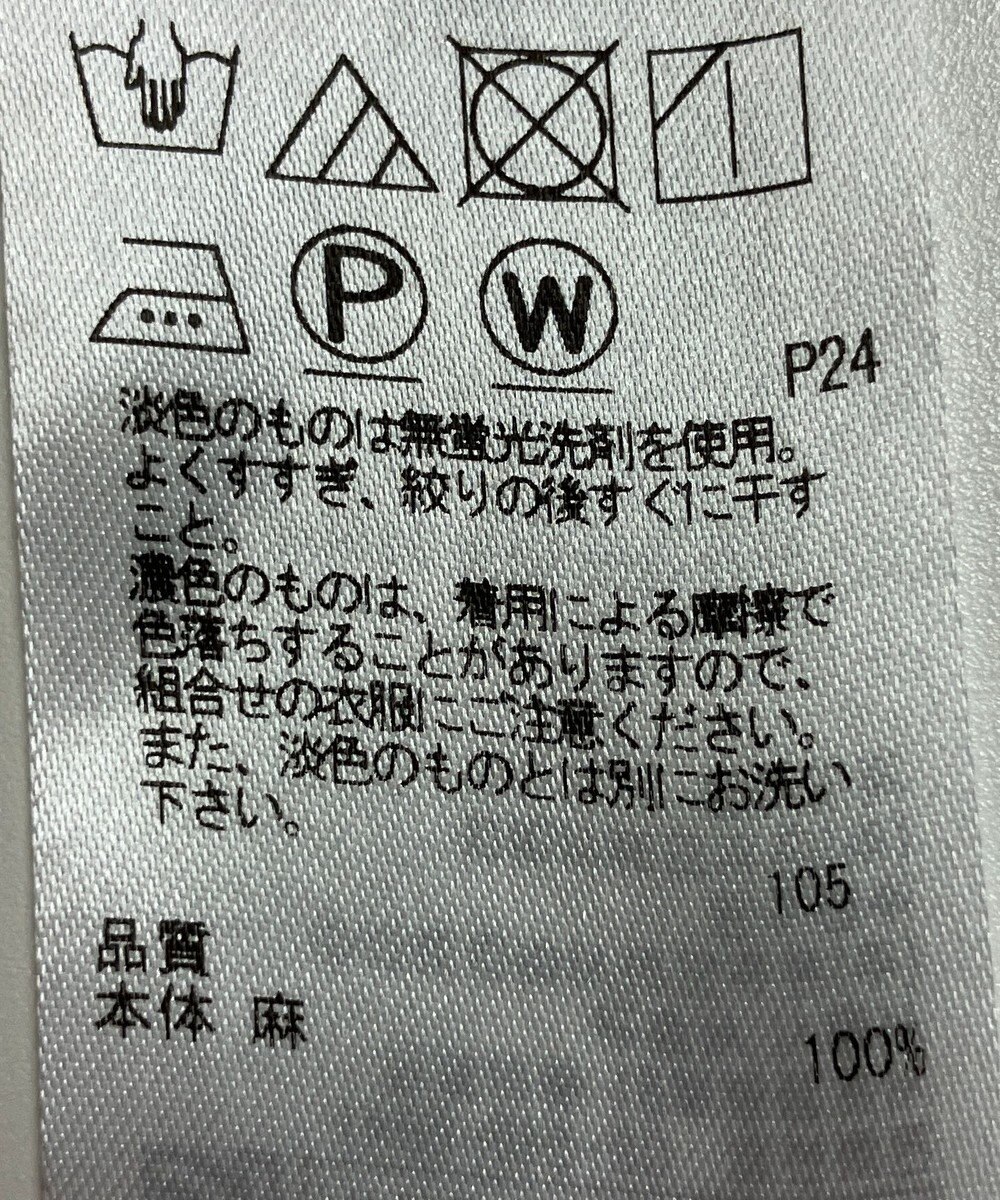 P
W
P24
淡色のものは無蛍光洗剤を使用。
よくすすぎ、絞りの後すぐに干す
こと。
濃色のものは、着用による摩擦で
色落ちすることがありますので、
組合せの衣服にご注意ください。
また、淡色のものとは別にお洗い
下さい。
105
品質
本体 麻
100%